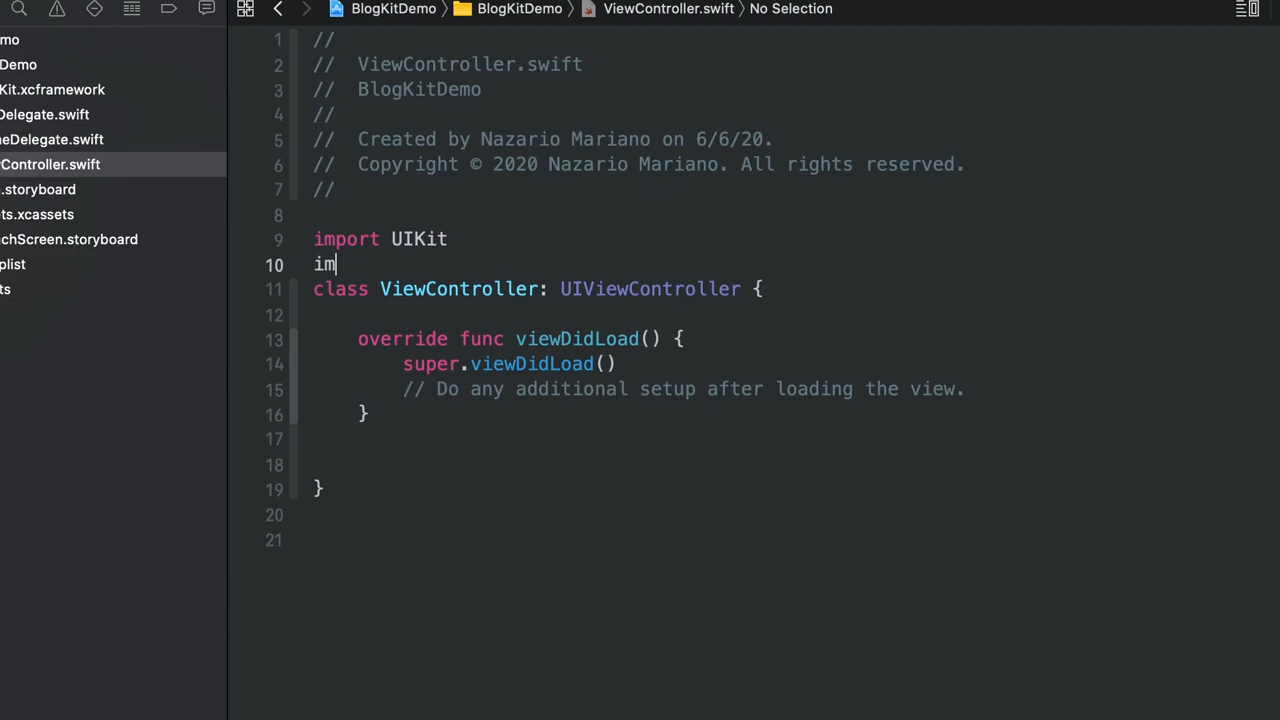 BlogKitDemo BlogKitDemo ViewController.swift No Selection
mo
Demo
Kit.xcframework
Delegate.swift
neDelegate.swift
Controller.swift
.storyboard
ts.xcassets
chScreen.storyboard
plist
ts
1 //
2 // ViewController.swift
3 // BlogKitDemo
4 //
5 // Created by Nazario Mariano on 6/6/20.
6 // Copyright © 2020 Nazario Mariano. All rights reserved.
7 //
8
9 import UIKit
10 im
11 class ViewController: UIViewController {
12
13 override func viewDidLoad() {
14 super.viewDidLoad()
15 // Do any additional setup after loading the view.
16 }
17
18
19 }
20
21